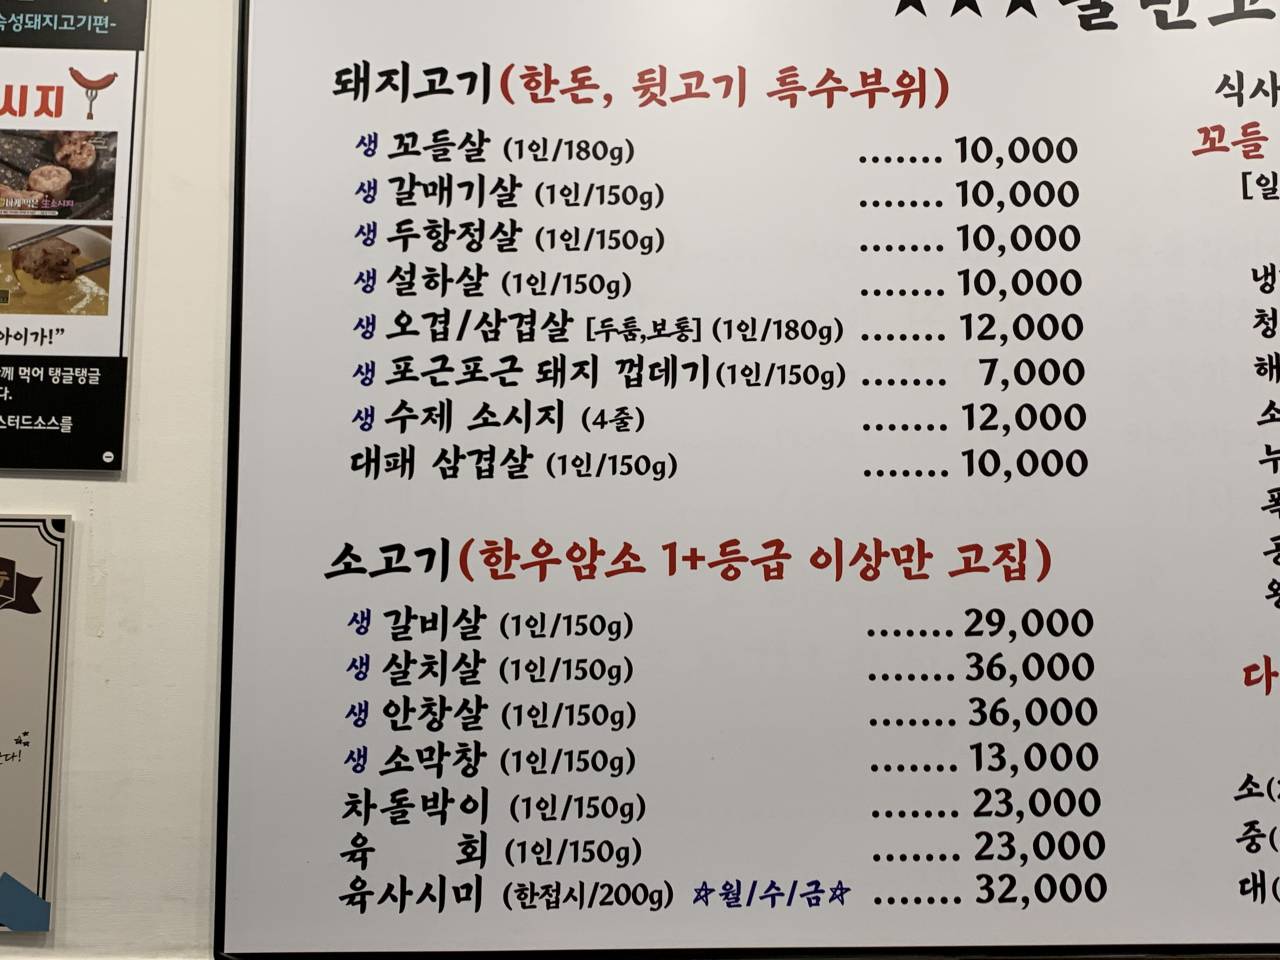 숙성돼지고기편-
시지
아이가!”
께 먹어 탱글탱글
다.
스터드소스를
돼지고기(한돈, 뒷고기 특수부위)
생 꼬들살 (1인/180g) ....... 10,000
생 갈매기살 (1인/150g) ....... 10,000
생 두항정살 (1인/150g) ....... 10,000
생 설하살 (1인/150g) ....... 10,000
생 오겹/삼겹살 [두툼,보통] (1인/180g) ....... 12,000
생 포근포근 돼지 껍데기(1인/150g) ....... 7,000
생 수제 소시지 (4줄) ....... 12,000
대패 삼겹살 (1인/150g) ....... 10,000
소고기(한우암소 1+등급 이상만 고집)
생 갈비살 (1인/150g) ....... 29,000
생 살치살 (1인/150g) ....... 36,000
생 안창살 (1인/150g) ....... 36,000
생 소막창 (1인/150g) ....... 13,000
차돌박이 (1인/150g) ....... 23,000
육 회 (1인/150g) ....... 23,000
육사시미 (한접시/200g) ☆월/수/금☆ ....... 32,000
식사
꼬들
[일
냉
청
해
소
누
다
소(
중(
대(